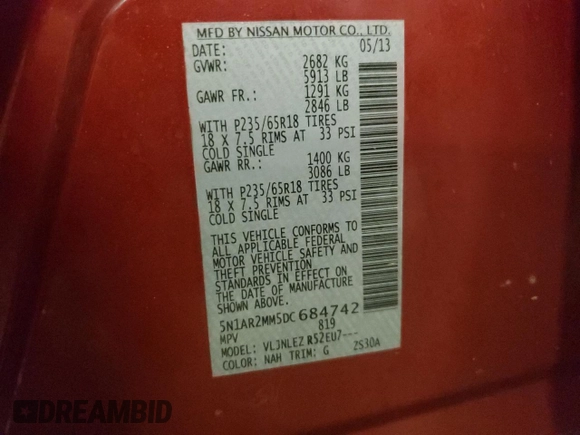 MFD BY NISSAN MOTOR CO., LTD.
DATE: 05/13
GVWR: 2682 KG
5913 LB
GAWR FR.: 1291 KG
2846 LB
WITH P235/65R18 TIRES
18 X 7.5 RIMS AT 33 PSI
COLD SINGLE
GAWR RR.: 1400 KG
3086 LB
WITH P235/65R18 TIRES
18 X 7.5 RIMS AT 33 PSI
COLD SINGLE
THIS VEHICLE CONFORMS TO
ALL APPLICABLE FEDERAL
MOTOR VEHICLE SAFETY AND
THEFT PREVENTION
STANDARDS IN EFFECT ON
THE DATE OF MANUFACTURE
SHOWN ABOVE.
5N1AR2MM5DC684742
MPV 819
MODEL: VLJNLEZ R52EU7---
COLOR: NAH TRIM: G 2S30A
DREAMBID